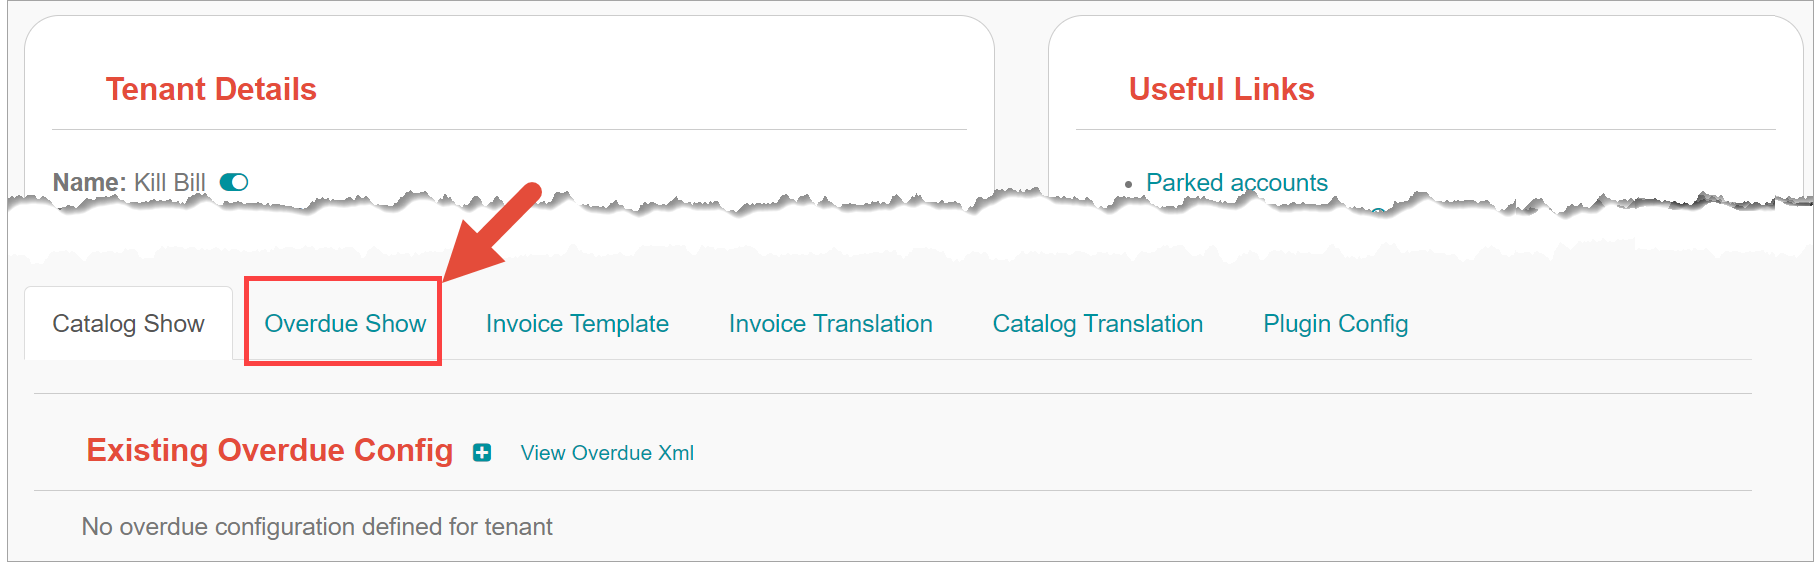 Tenant Details
Useful Links
Name: Kill Bill
Parked accounts
Catalog Show
Overdue Show
Invoice Template
Invoice Translation
Catalog Translation
Plugin Config
Existing Overdue Config
View Overdue Xml
No overdue configuration defined for tenant